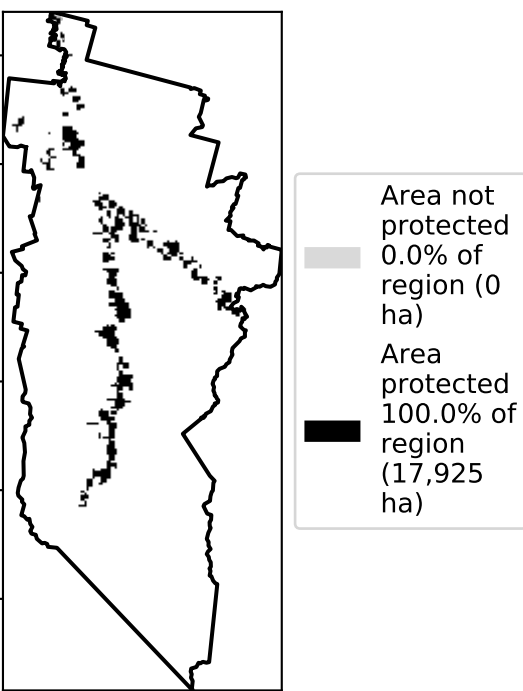 Area not
protected
0.0% of
region (0
ha)
Area
protected
100.0% of
region
(17,925
ha)